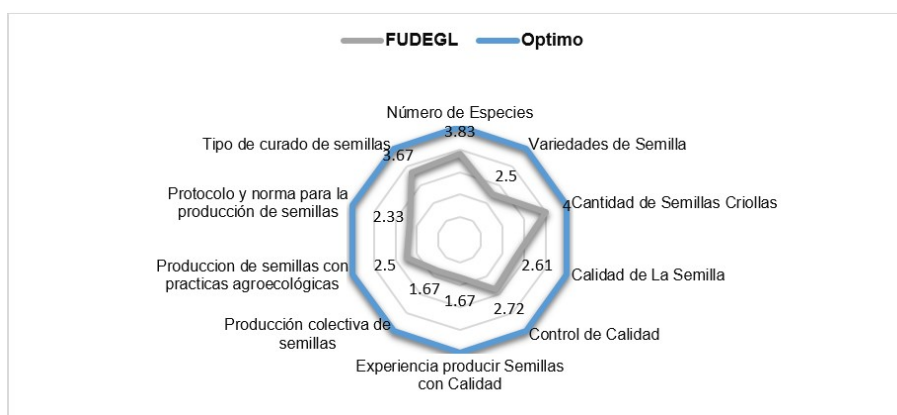 FUDEGL
Optimo
Número de Especies
3.83
Tipo de curado de semillas
3.67
Variedades de Semilla
2.5
Protocolo y norma para la
producción de semillas
2.33
4
Cantidad de Semillas Criollas
Produccion de semillas con
practicas agroecológicas
2.5
2.61
Calidad de La Semilla
1.67
1.67
2.72
Producción colectiva de
semillas
Control de Calidad
Experiencia producir Semillas
con Calidad